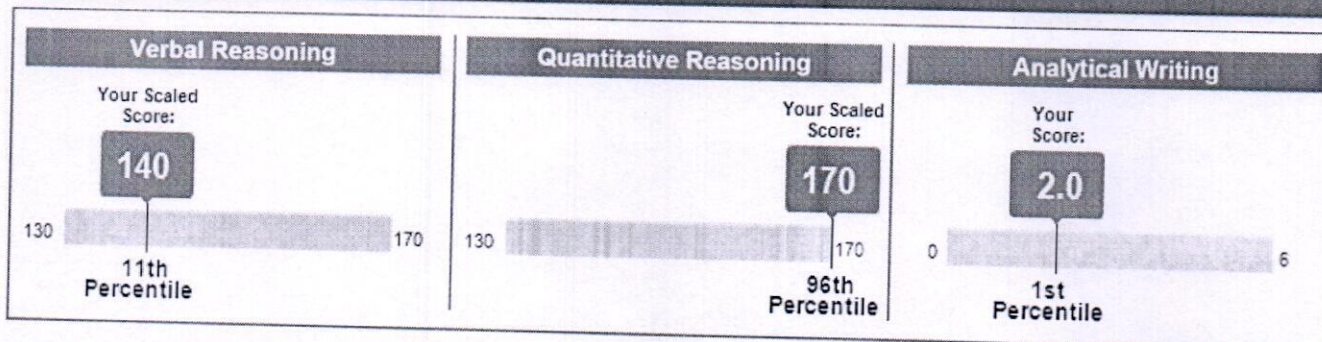 Verbal Reasoning
Your Scaled
Score:
140
130
170
11th
Percentile
Quantitative Reasoning
Your Scaled
Score:
170
130
170
96th
Percentile
Analytical Writing
Your
Score:
2.0
0
6
1st
Percentile